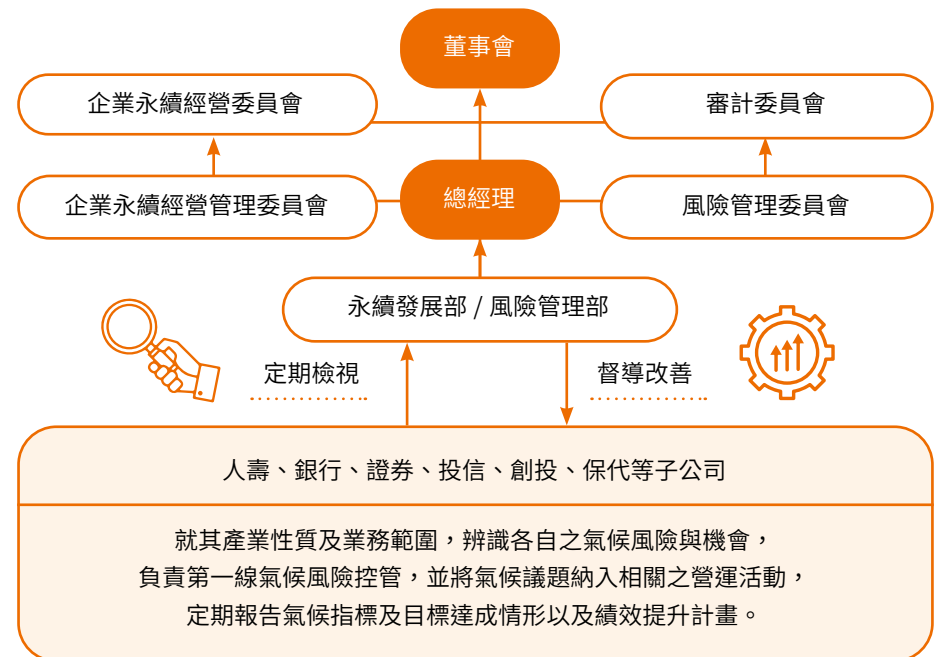 董事會
企業永續經營委員會
審計委員會
企業永續經營管理委員會
總經理
風險管理委員會
永續發展部 / 風險管理部
定期檢視
督導改善
人壽、銀行、證券、投信、創投、保代等子公司
就其產業性質及業務範圍，辨識各自之氣候風險與機會，
負責第一線氣候風險控管，並將氣候議題納入相關之營運活動，
定期報告氣候指標及目標達成情形以及績效提升計畫。